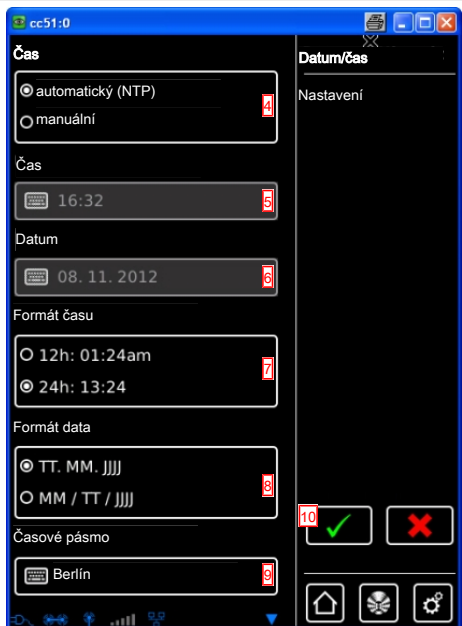 cc51:0
Čas
automatický (NTP)
manuální
4
Čas
16:32
5
Datum
08. 11. 2012
6
Formát času
12h: 01:24am
24h: 13:24
7
Formát data
TT. MM. JJJJ
MM / TT / JJJJ
8
Časové pásmo
Berlín
9
Datum/čas
Nastavení
10